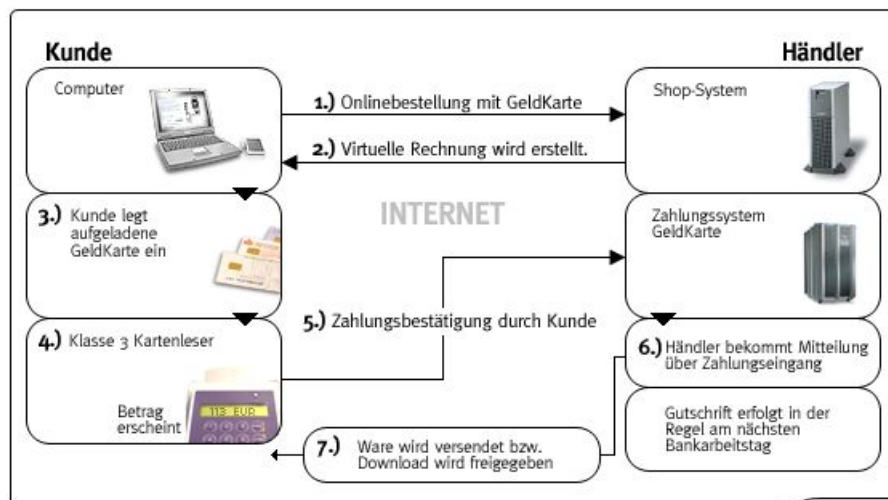 Kunde
Händler
Computer
Shop-System
1.) Onlinebestellung mit GeldKarte
2.) Virtuelle Rechnung wird erstellt.
INTERNET
3.) Kunde legt
aufgeladene
GeldKarte ein
Zahlungssystem
GeldKarte
4.) Klasse 3 Kartenleser
Betrag
erscheint
113 EUR
5.) Zahlungsbestätigung durch Kunde
6.) Händler bekommt Mitteilung
über Zahlungseingang
Gutschrift erfolgt in der
Regel am nächsten
Bankarbeitstag
7.) Ware wird versendet bzw.
Download wird freigegeben